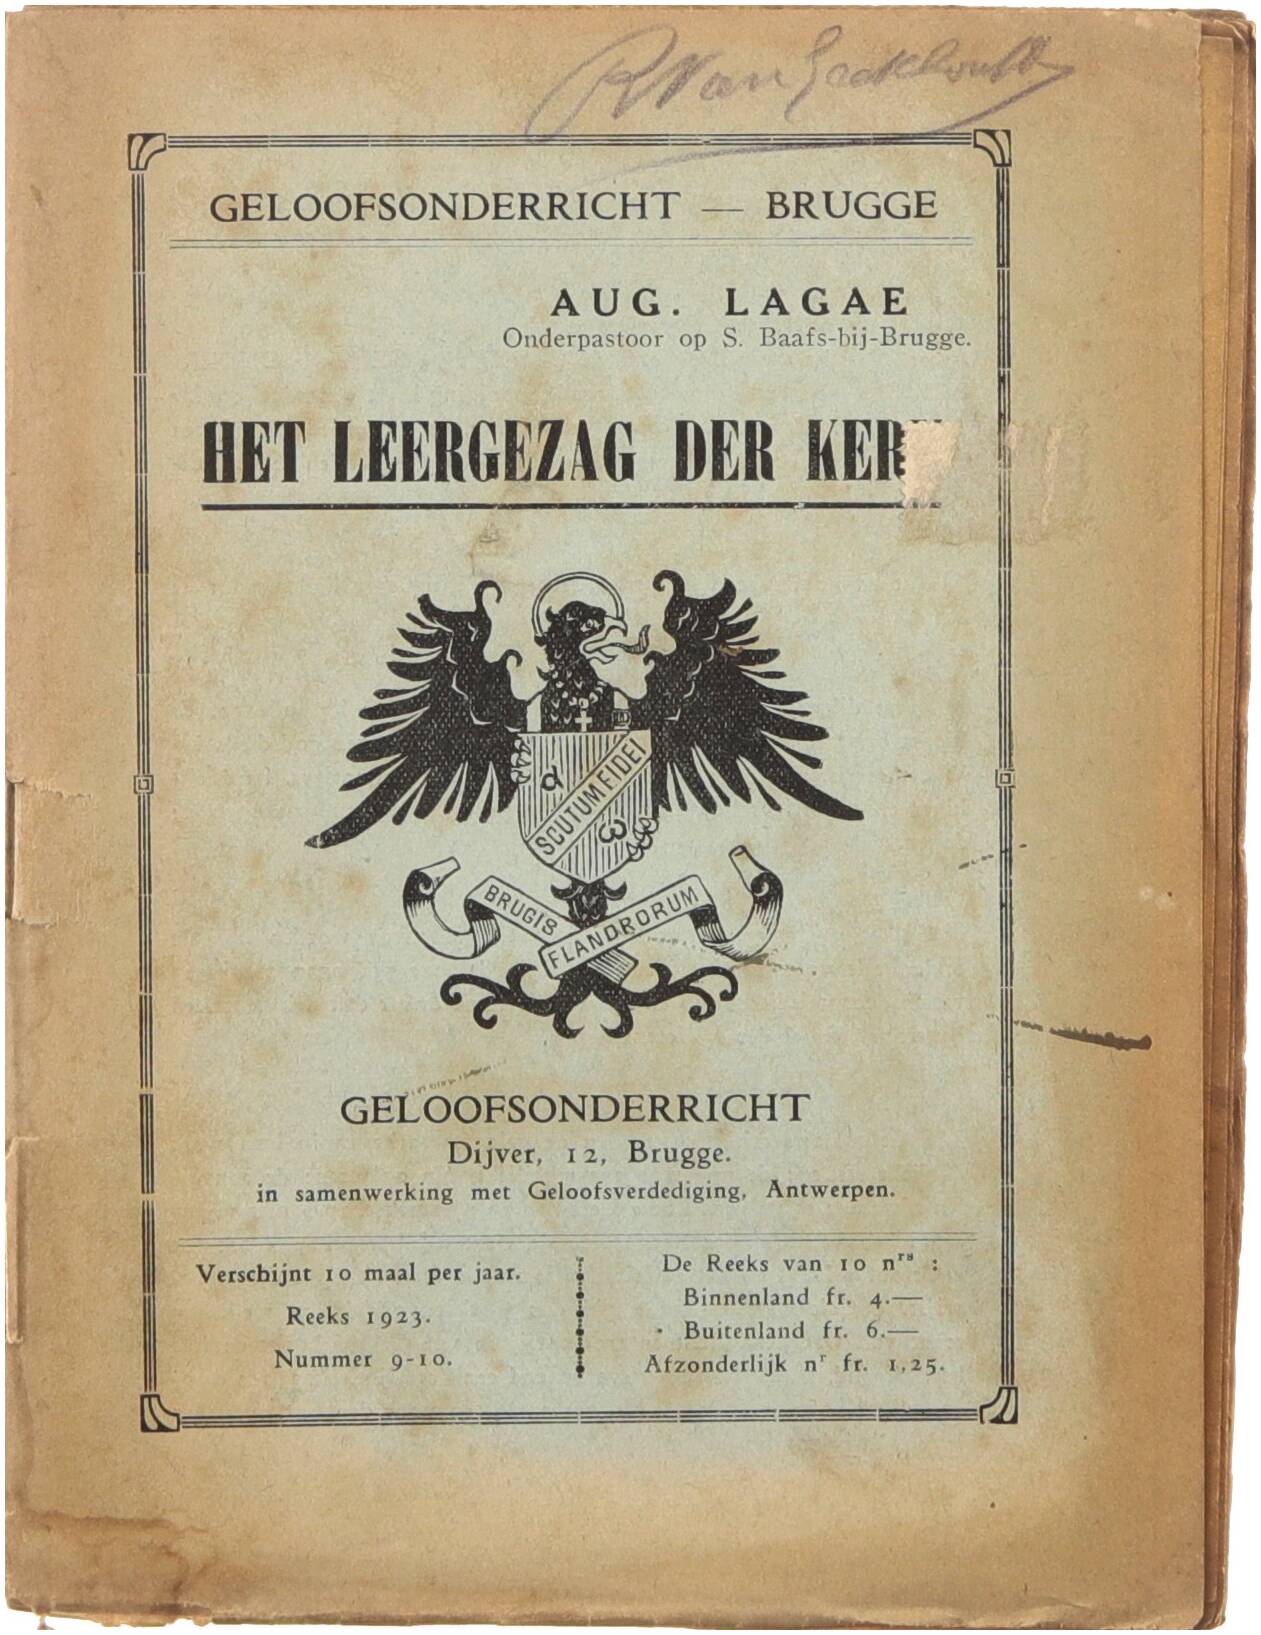 GELOOFSONDERRICHT — BRUGGE
AUG. LAGAE
Onderpastoor op S. Baafs-bij-Brugge.
HET LEERGEZAG DER KER
SCUTUM FIDEI
BRUGIS
FLANDRORUM
GELOOFSONDERRICHT
Dijver, 12, Brugge.
in samenwerking met Geloofsverdediging, Antwerpen.
Verschijnt 10 maal per jaar.
Reeks 1923.
Nummer 9-10.
De Reeks van 10 nrs :
Binnenland fr. 4.—
Buitenland fr. 6.—
Afzonderlijk nr fr. 1,25.